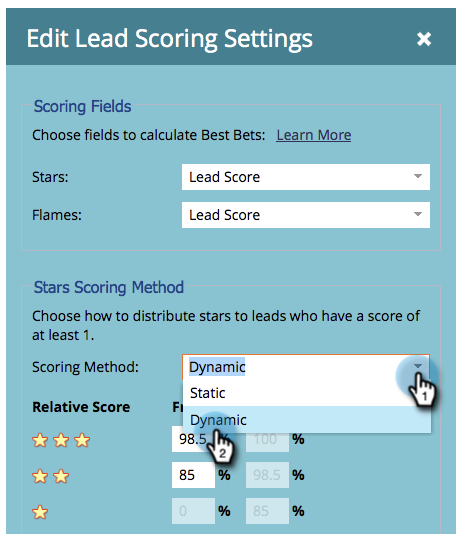 Edit Lead Scoring Settings
Scoring Fields
Choose fields to calculate Best Bets: Learn More
Stars: Lead Score
Flames: Lead Score
Stars Scoring Method
Choose how to distribute stars to leads who have a score of
at least 1.
Scoring Method: Dynamic
1
Static
Relative Score
Dynamic
98.5 % 100 %
2
85 % 98.5 %
0 % 85 %